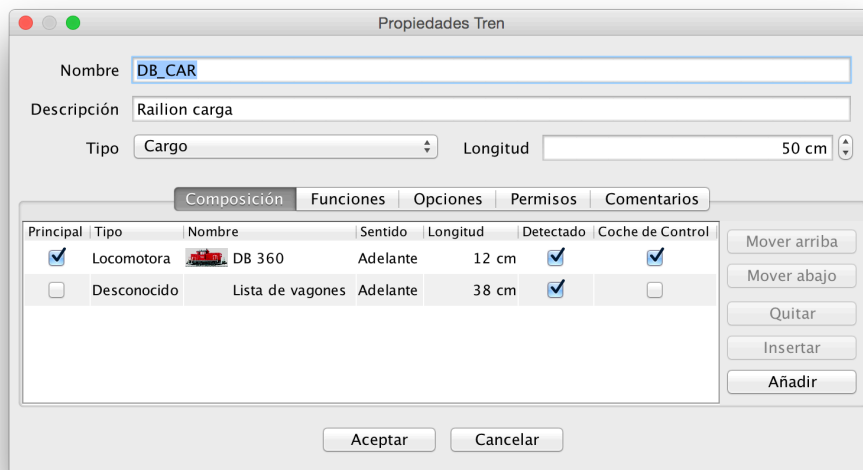 Propiedades Tren
Nombre DB_CAR
Descripción Railion carga
Tipo Cargo Longitud 50 cm
Composición Funciones Opciones Permisos Comentarios
Principal Tipo Nombre Sentido Longitud Detectado Coche de Control
Locomotora DB 360 Adelante 12 cm
Desconocido Lista de vagones Adelante 38 cm
Mover arriba
Mover abajo
Quitar
Insertar
Añadir
Aceptar Cancelar